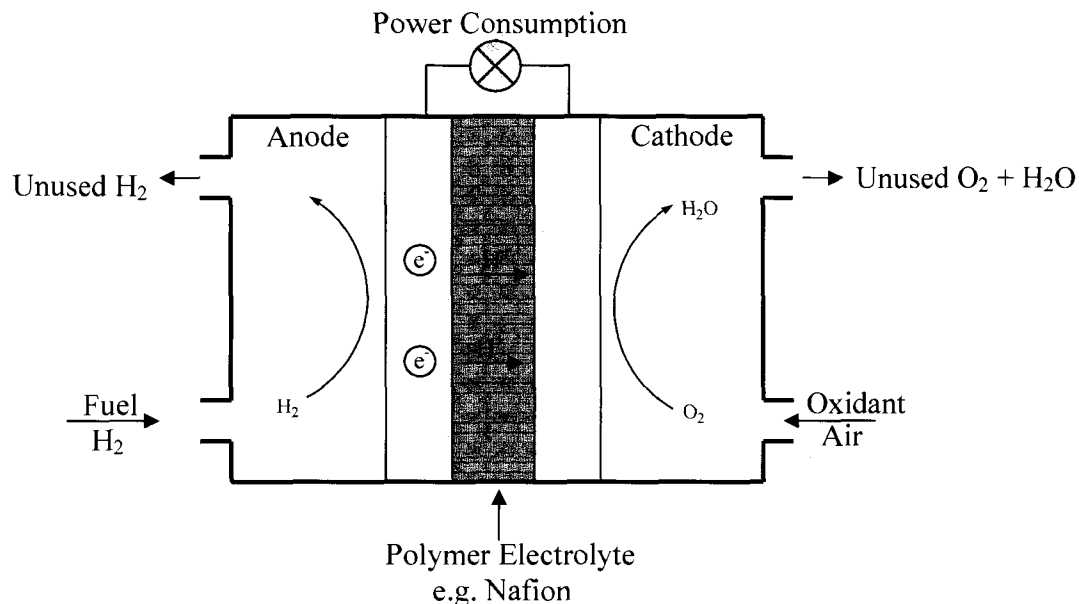 Power Consumption
Anode
Cathode
Unused H₂
Unused O₂ + H₂O
H₂O
e⁻
e⁻
H₂
O₂
Fuel
H₂
Oxidant
Air
Polymer Electrolyte
e.g. Nafion